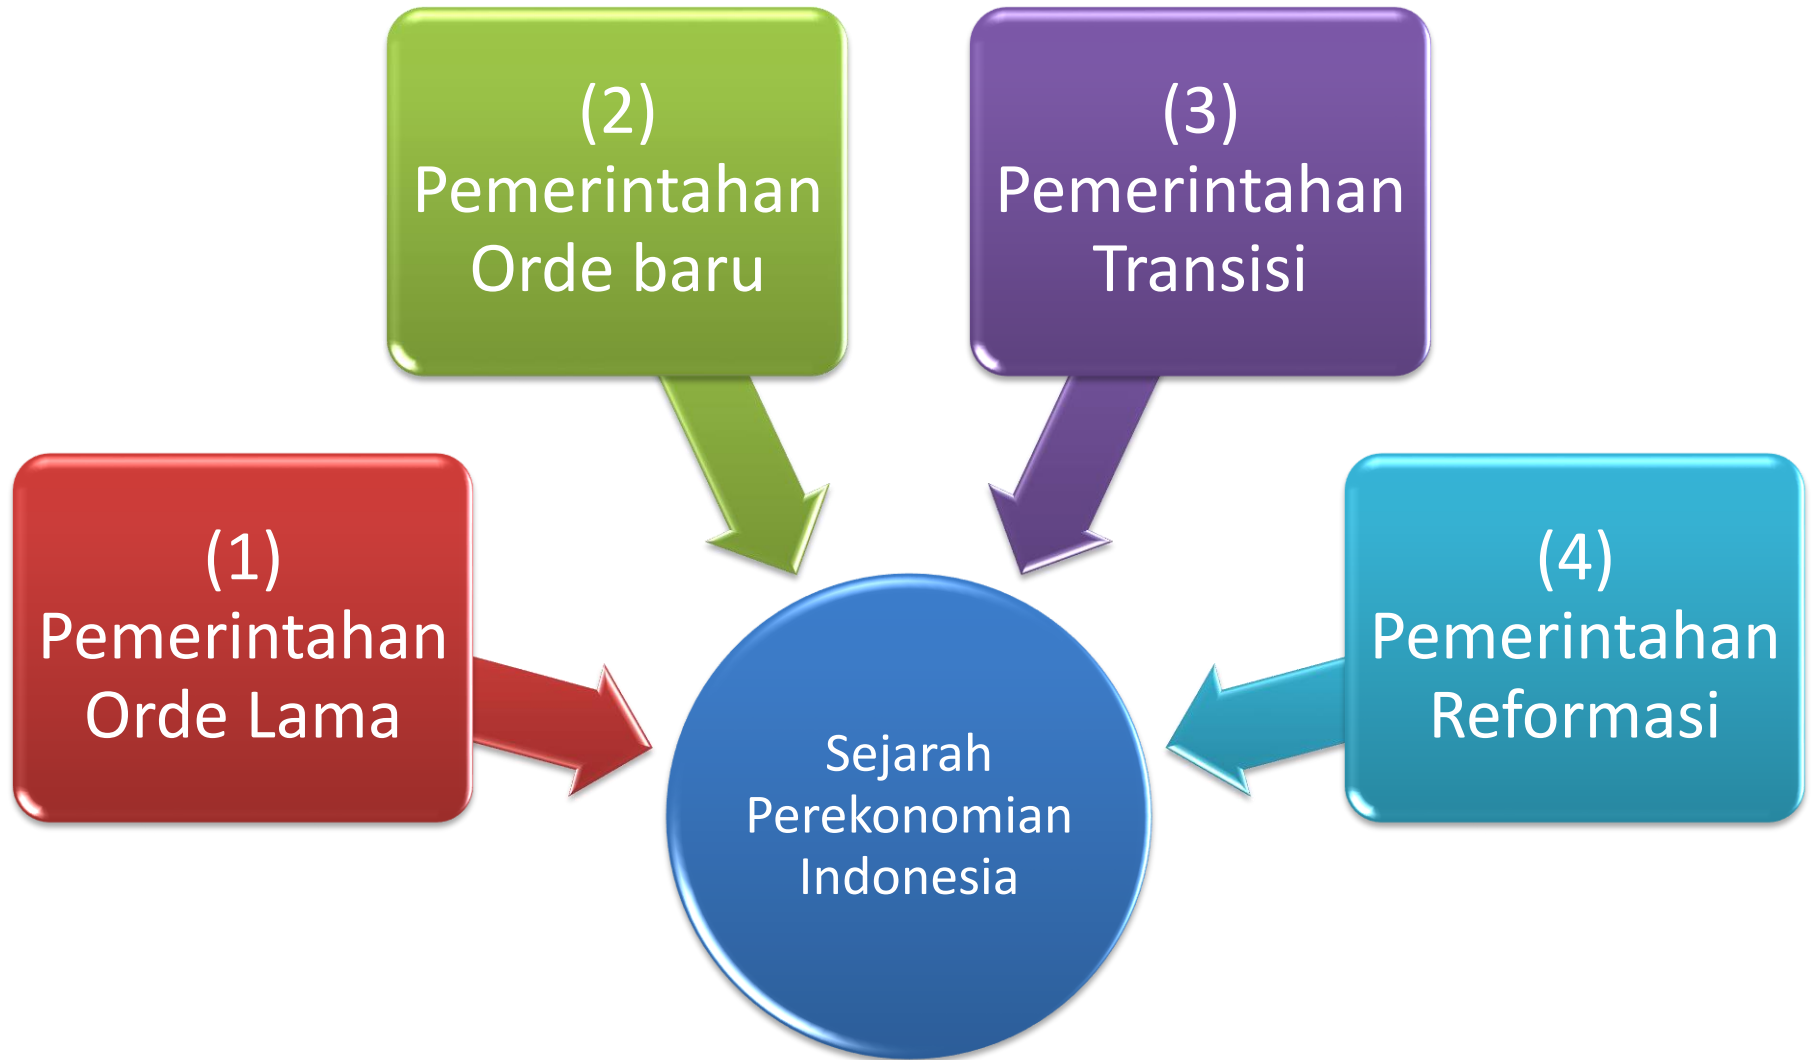 (1)
Pemerintahan
Orde Lama
(2)
Pemerintahan
Orde baru
(3)
Pemerintahan
Transisi
(4)
Pemerintahan
Reformasi
Sejarah
Perekonomian
Indonesia